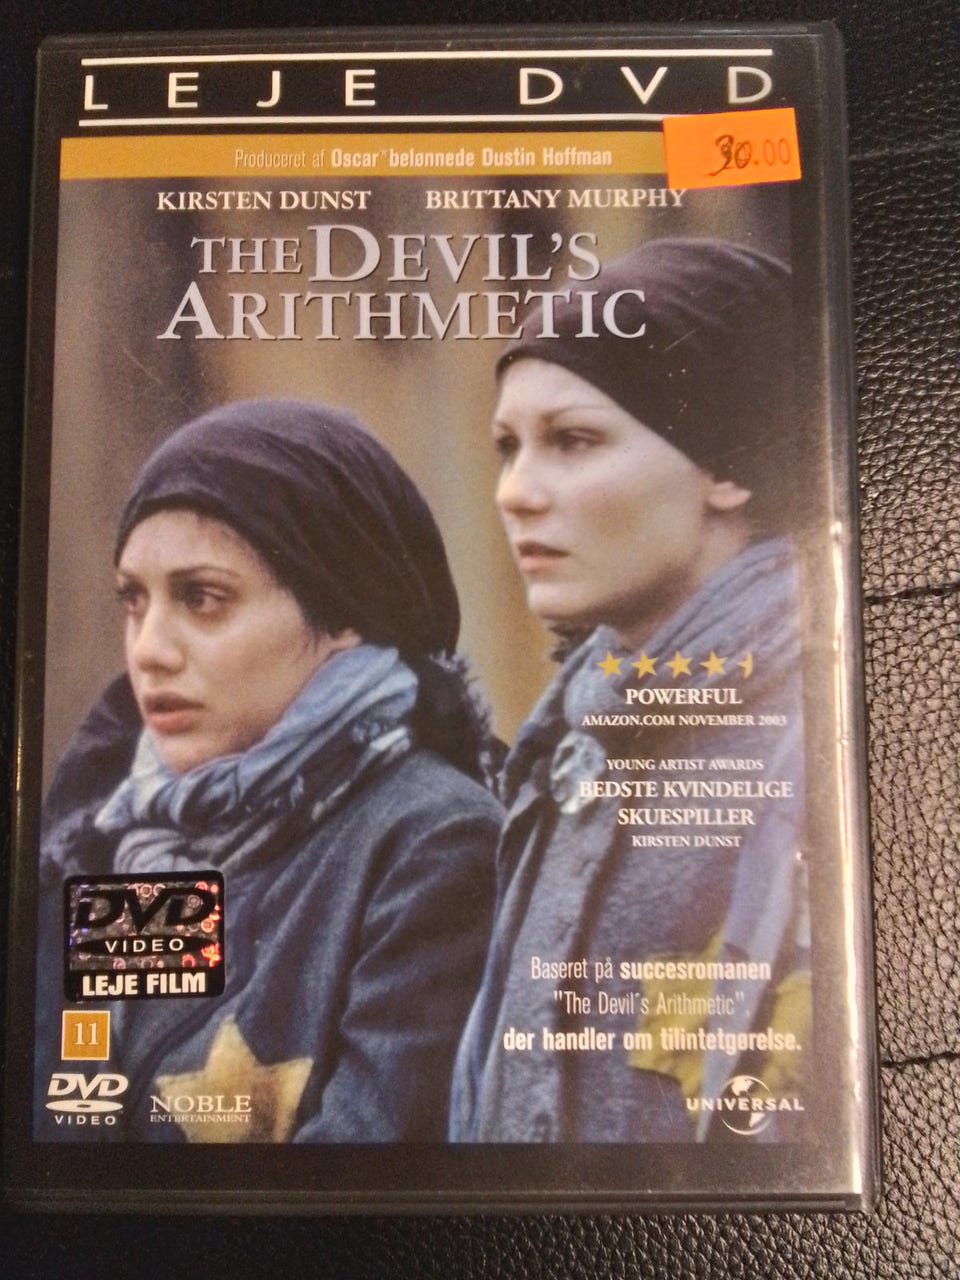 LEJE DVD
30.00
Produceret af Oscar™ belønnede Dustin Hoffman
KIRSTEN DUNST BRITTANY MURPHY
THE DEVIL'S
ARITHMETIC
POWERFUL
AMAZON.COM NOVEMBER 2003
YOUNG ARTIST AWARDS
BEDSTE KVINDELIGE
SKUESPILLER
KIRSTEN DUNST
DVD
VIDEO
LEJE FILM
Baseret på succesromanen
"The Devil´s Arithmetic",
der handler om tilintetgørelse.
11
DVD
VIDEO
NOBLE
ENTERTAINMENT
UNIVERSAL